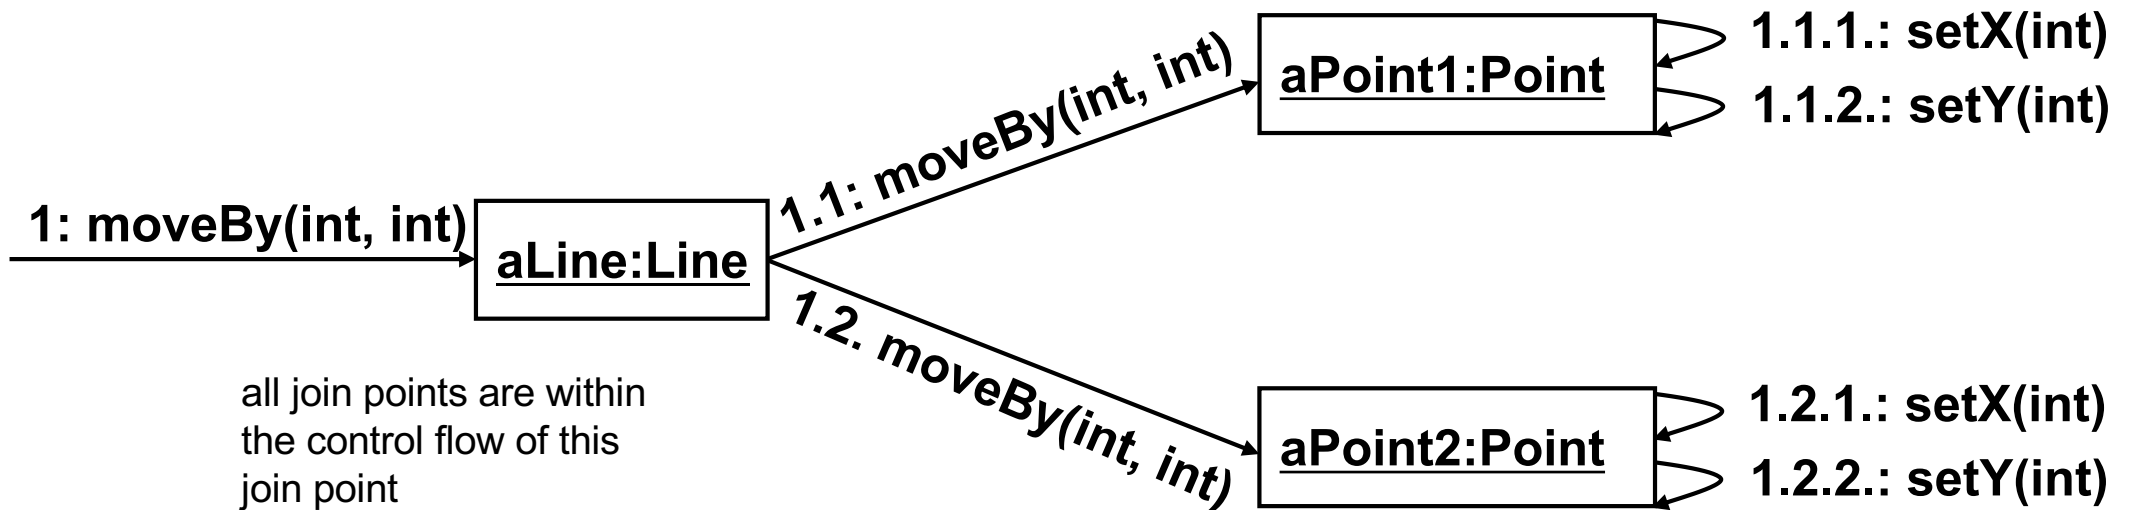 1: moveBy(int, int)
aLine:Line
1.1: moveBy(int, int)
aPoint1:Point
1.1.1.: setX(int)
1.1.2.: setY(int)
1.2. moveBy(int, int)
aPoint2:Point
1.2.1.: setX(int)
1.2.2.: setY(int)
all join points are within
the control flow of this
join point